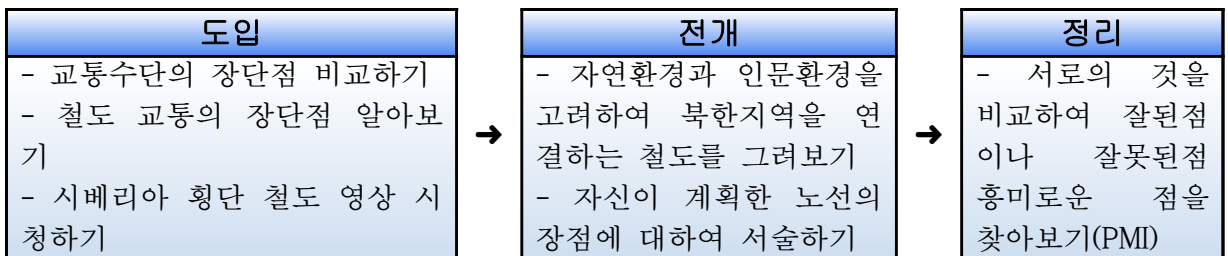 도입
- 교통수단의 장단점 비교하기
- 철도 교통의 장단점 알아보
기
- 시베리아 횡단 철도 영상 시
청하기
➜
전개
- 자연환경과 인문환경을
고려하여 북한지역을 연
결하는 철도를 그려보기
- 자신이 계획한 노선의
장점에 대하여 서술하기
➜
정리
- 서로의 것을
비교하여 잘된점
이나 잘못된점
흥미로운 점을
찾아보기(PMI)